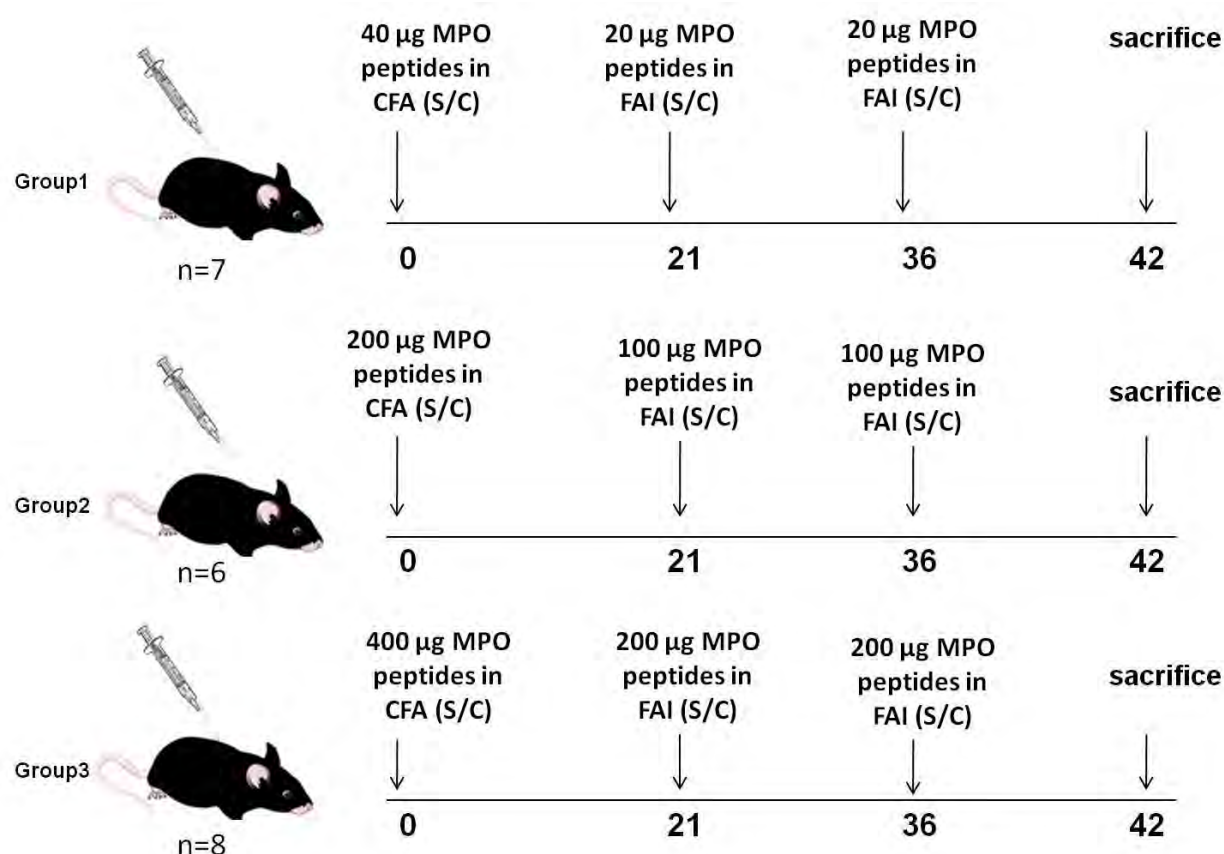 40 µg MPO
peptides in
CFA (S/C)
20 µg MPO
peptides in
FAI (S/C)
20 µg MPO
peptides in
FAI (S/C)
sacrifice
Group1
n=7
0
21
36
42
200 µg MPO
peptides in
CFA (S/C)
100 µg MPO
peptides in
FAI (S/C)
100 µg MPO
peptides in
FAI (S/C)
sacrifice
Group2
n=6
0
21
36
42
400 µg MPO
peptides in
CFA (S/C)
200 µg MPO
peptides in
FAI (S/C)
200 µg MPO
peptides in
FAI (S/C)
sacrifice
Group3
n=8
0
21
36
42